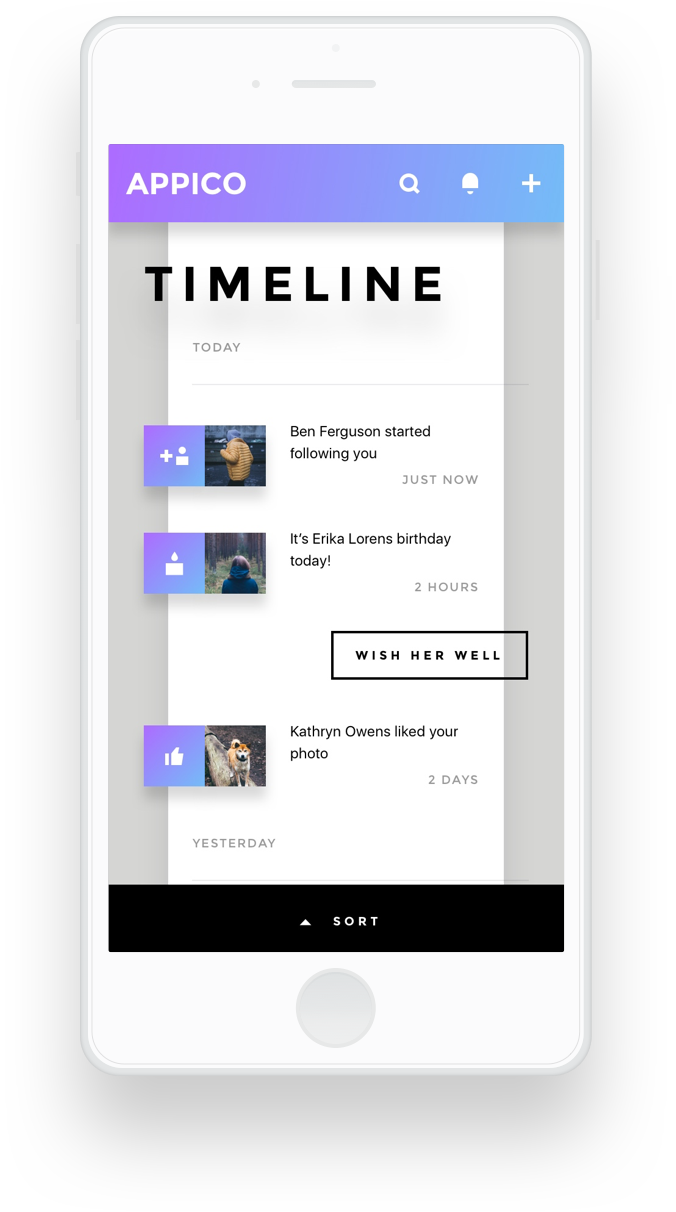 APPICO
TIMELINE
TODAY
Ben Ferguson started
following you
JUST NOW
It’s Erika Lorens birthday
today!
2 HOURS
WISH HER WELL
Kathryn Owens liked your
photo
2 DAYS
YESTERDAY
SORT